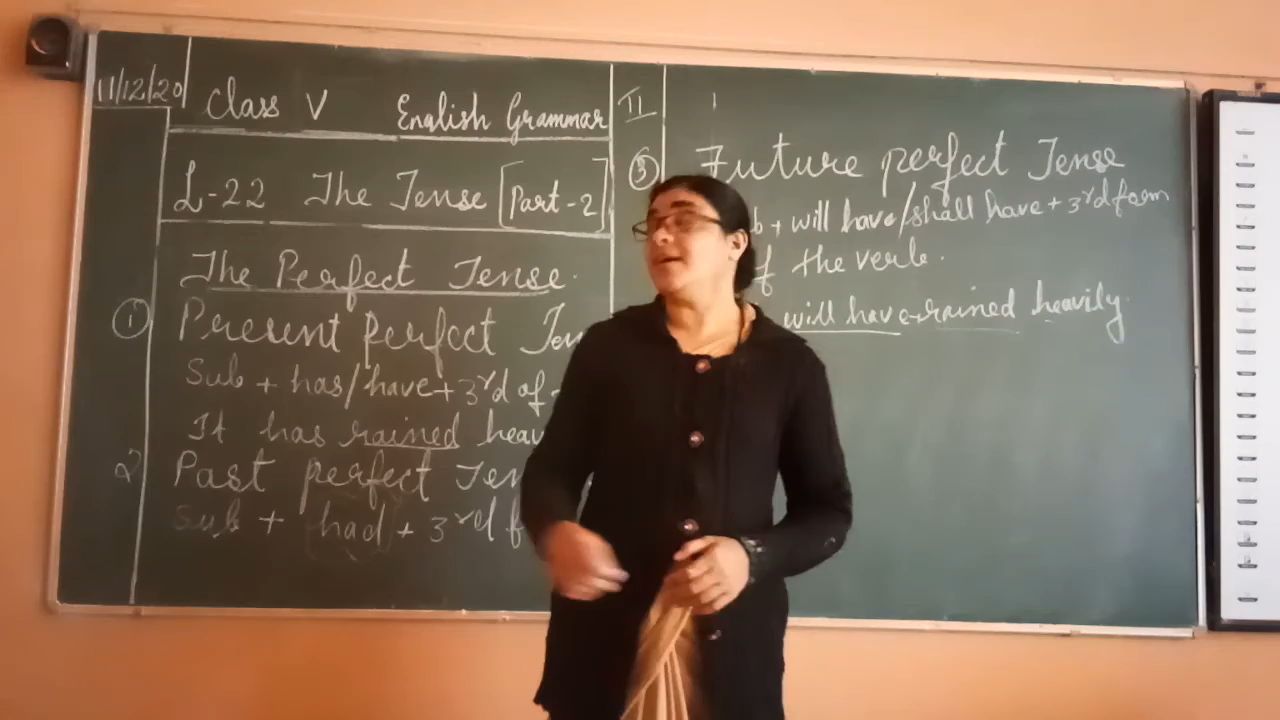 11/12/20
Class V English Grammar
L-22 The Tense [Part-2]
The Perfect Tense.
① Present perfect Ten
Sub + has/have + 3rd of
It has rained heav
2 Past perfect Ten
Sub + had + 3rd f
II
③ Future perfect Tense
b + will have/shall have + 3rd form
f the verb.
will have rained heavily.